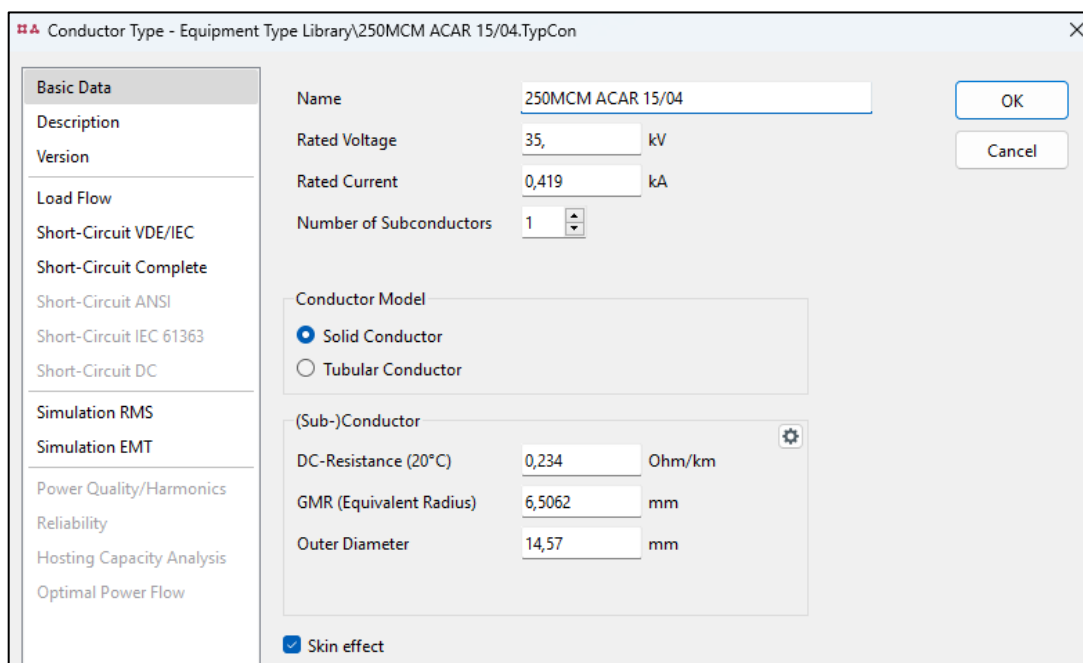 Conductor Type - Equipment Type Library\250MCM ACAR 15/04.TypCon
Basic Data
Description
Version
Load Flow
Short-Circuit VDE/IEC
Short-Circuit Complete
Short-Circuit ANSI
Short-Circuit IEC 61363
Short-Circuit DC
Simulation RMS
Simulation EMT
Power Quality/Harmonics
Reliability
Hosting Capacity Analysis
Optimal Power Flow
Name 250MCM ACAR 15/04
Rated Voltage 35, kV
Rated Current 0,419 kA
Number of Subconductors 1
Conductor Model
Solid Conductor
Tubular Conductor
(Sub-)Conductor
DC-Resistance (20°C) 0,234 Ohm/km
GMR (Equivalent Radius) 6,5062 mm
Outer Diameter 14,57 mm
Skin effect
OK
Cancel